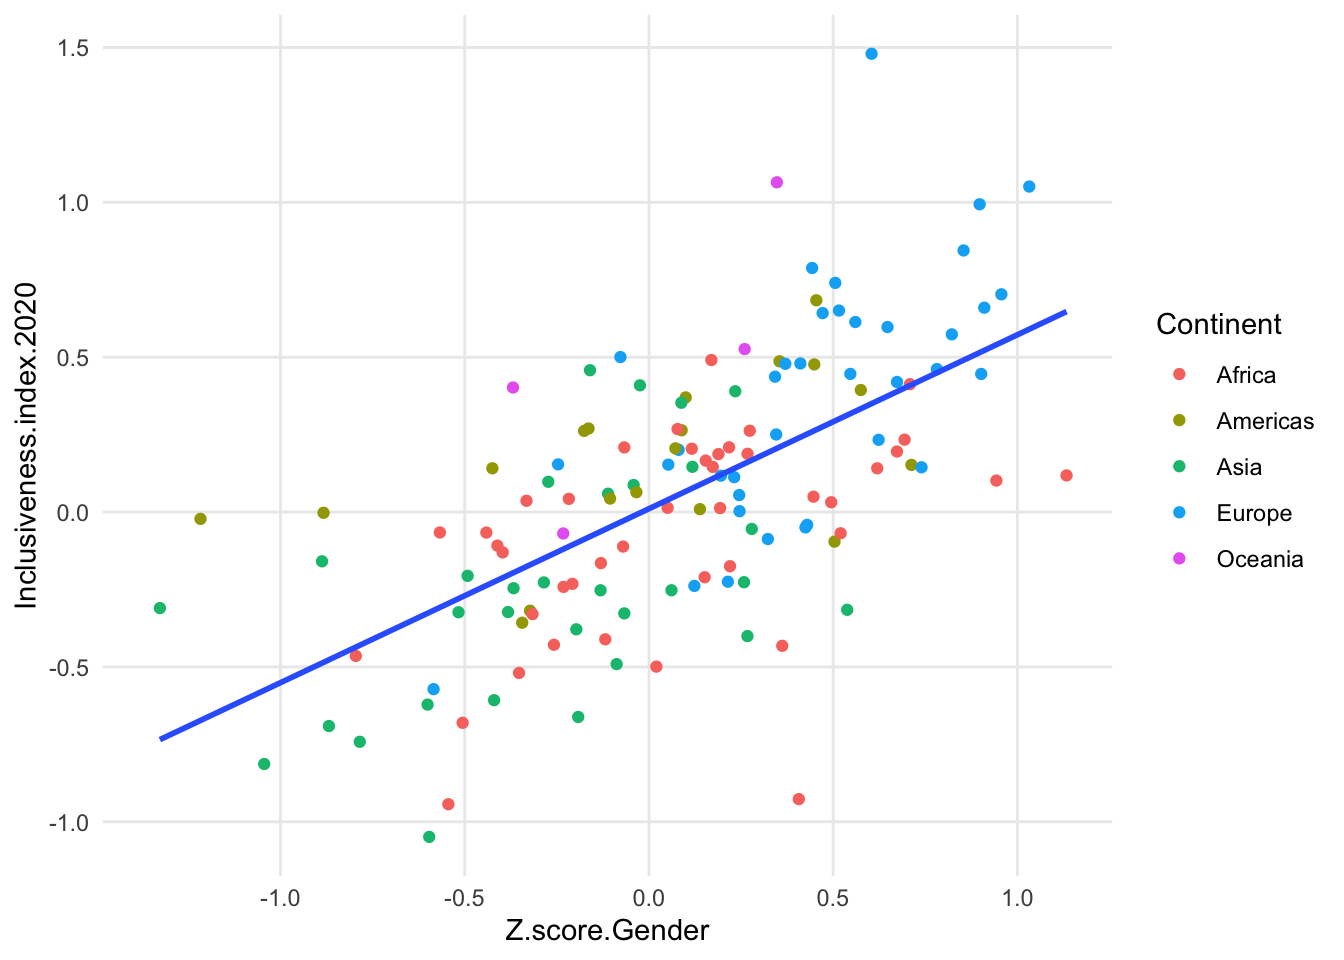 1.5
1.0
0.5
0.0
-0.5
-1.0
Inclusiveness.index.2020
-1.0 -0.5 0.0 0.5 1.0
Z.score.Gender
Continent
Africa
Americas
Asia
Europe
Oceania